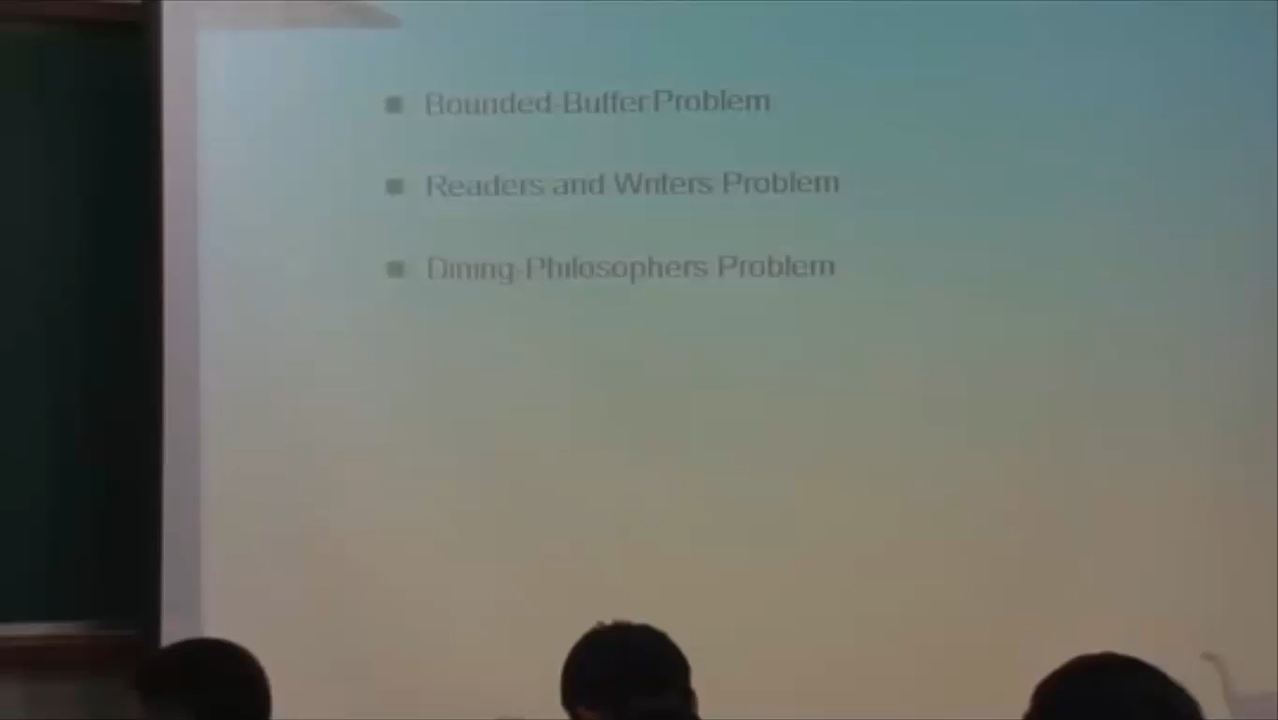 Bounded-Buffer Problem
Readers and Writers Problem
Dining-Philosophers Problem